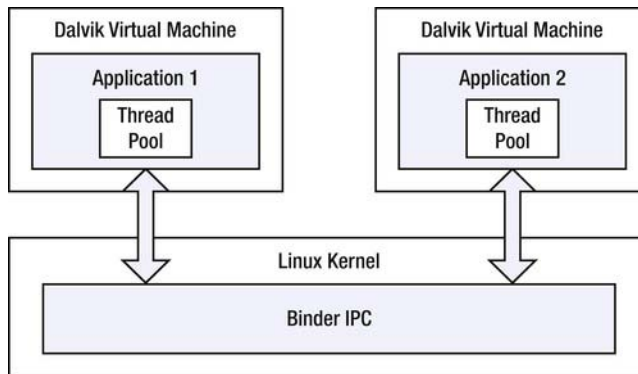 Dalvik Virtual Machine
Application 1
Thread
Pool
Dalvik Virtual Machine
Application 2
Thread
Pool
Linux Kernel
Binder IPC